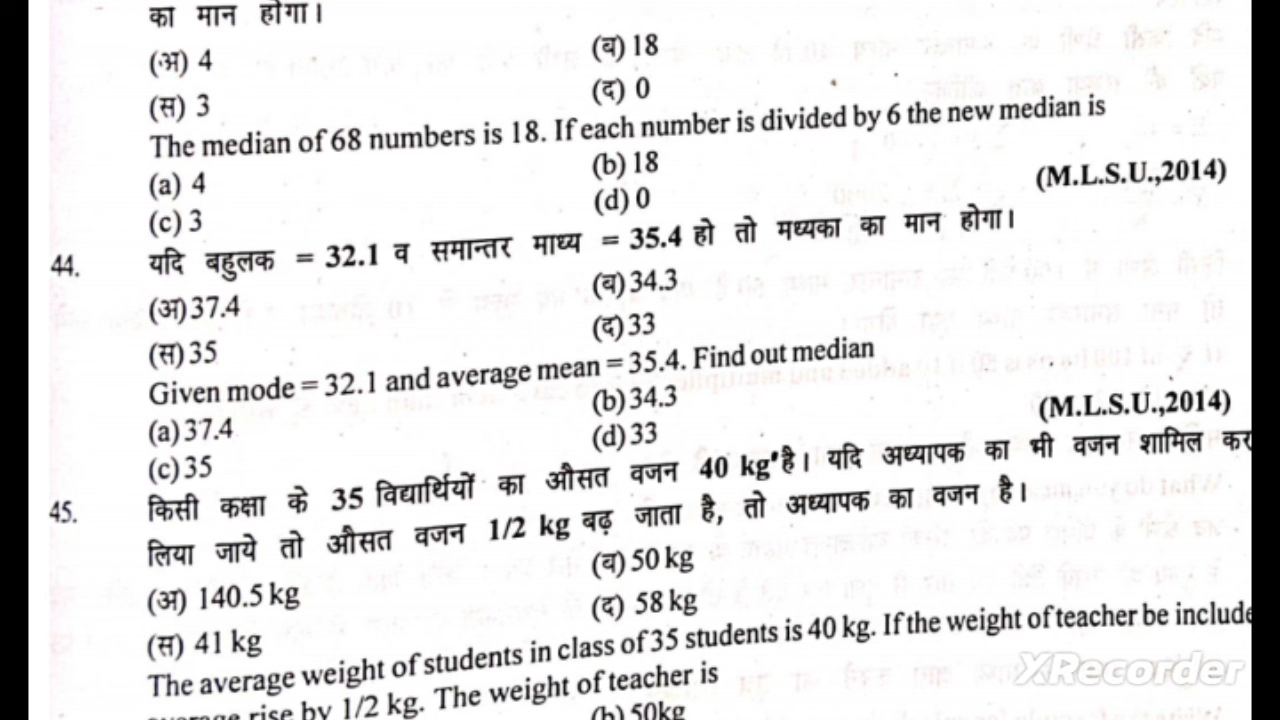 का मान होगा।
(अ) 4 (ब) 18
(स) 3 (द) 0
The median of 68 numbers is 18. If each number is divided by 6 the new median is
(a) 4 (b) 18
(c) 3 (d) 0 (M.L.S.U.,2014)
44. यदि बहुलक = 32.1 व समान्तर माध्य = 35.4 हो तो मध्यका का मान होगा।
(अ) 37.4 (ब) 34.3
(स) 35 (द) 33
Given mode = 32.1 and average mean = 35.4. Find out median
(a) 37.4 (b) 34.3
(c) 35 (d) 33 (M.L.S.U.,2014)
45. किसी कक्षा के 35 विद्यार्थियों का औसत वजन 40 kg है। यदि अध्यापक का भी वजन शामिल कर
लिया जाये तो औसत वजन 1/2 kg बढ़ जाता है, तो अध्यापक का वजन है।
(अ) 140.5 kg (ब) 50 kg
(स) 41 kg (द) 58 kg
The average weight of students in class of 35 students is 40 kg. If the weight of teacher be include
rise by 1/2 kg. The weight of teacher is
(b) 50kg
XRecorder